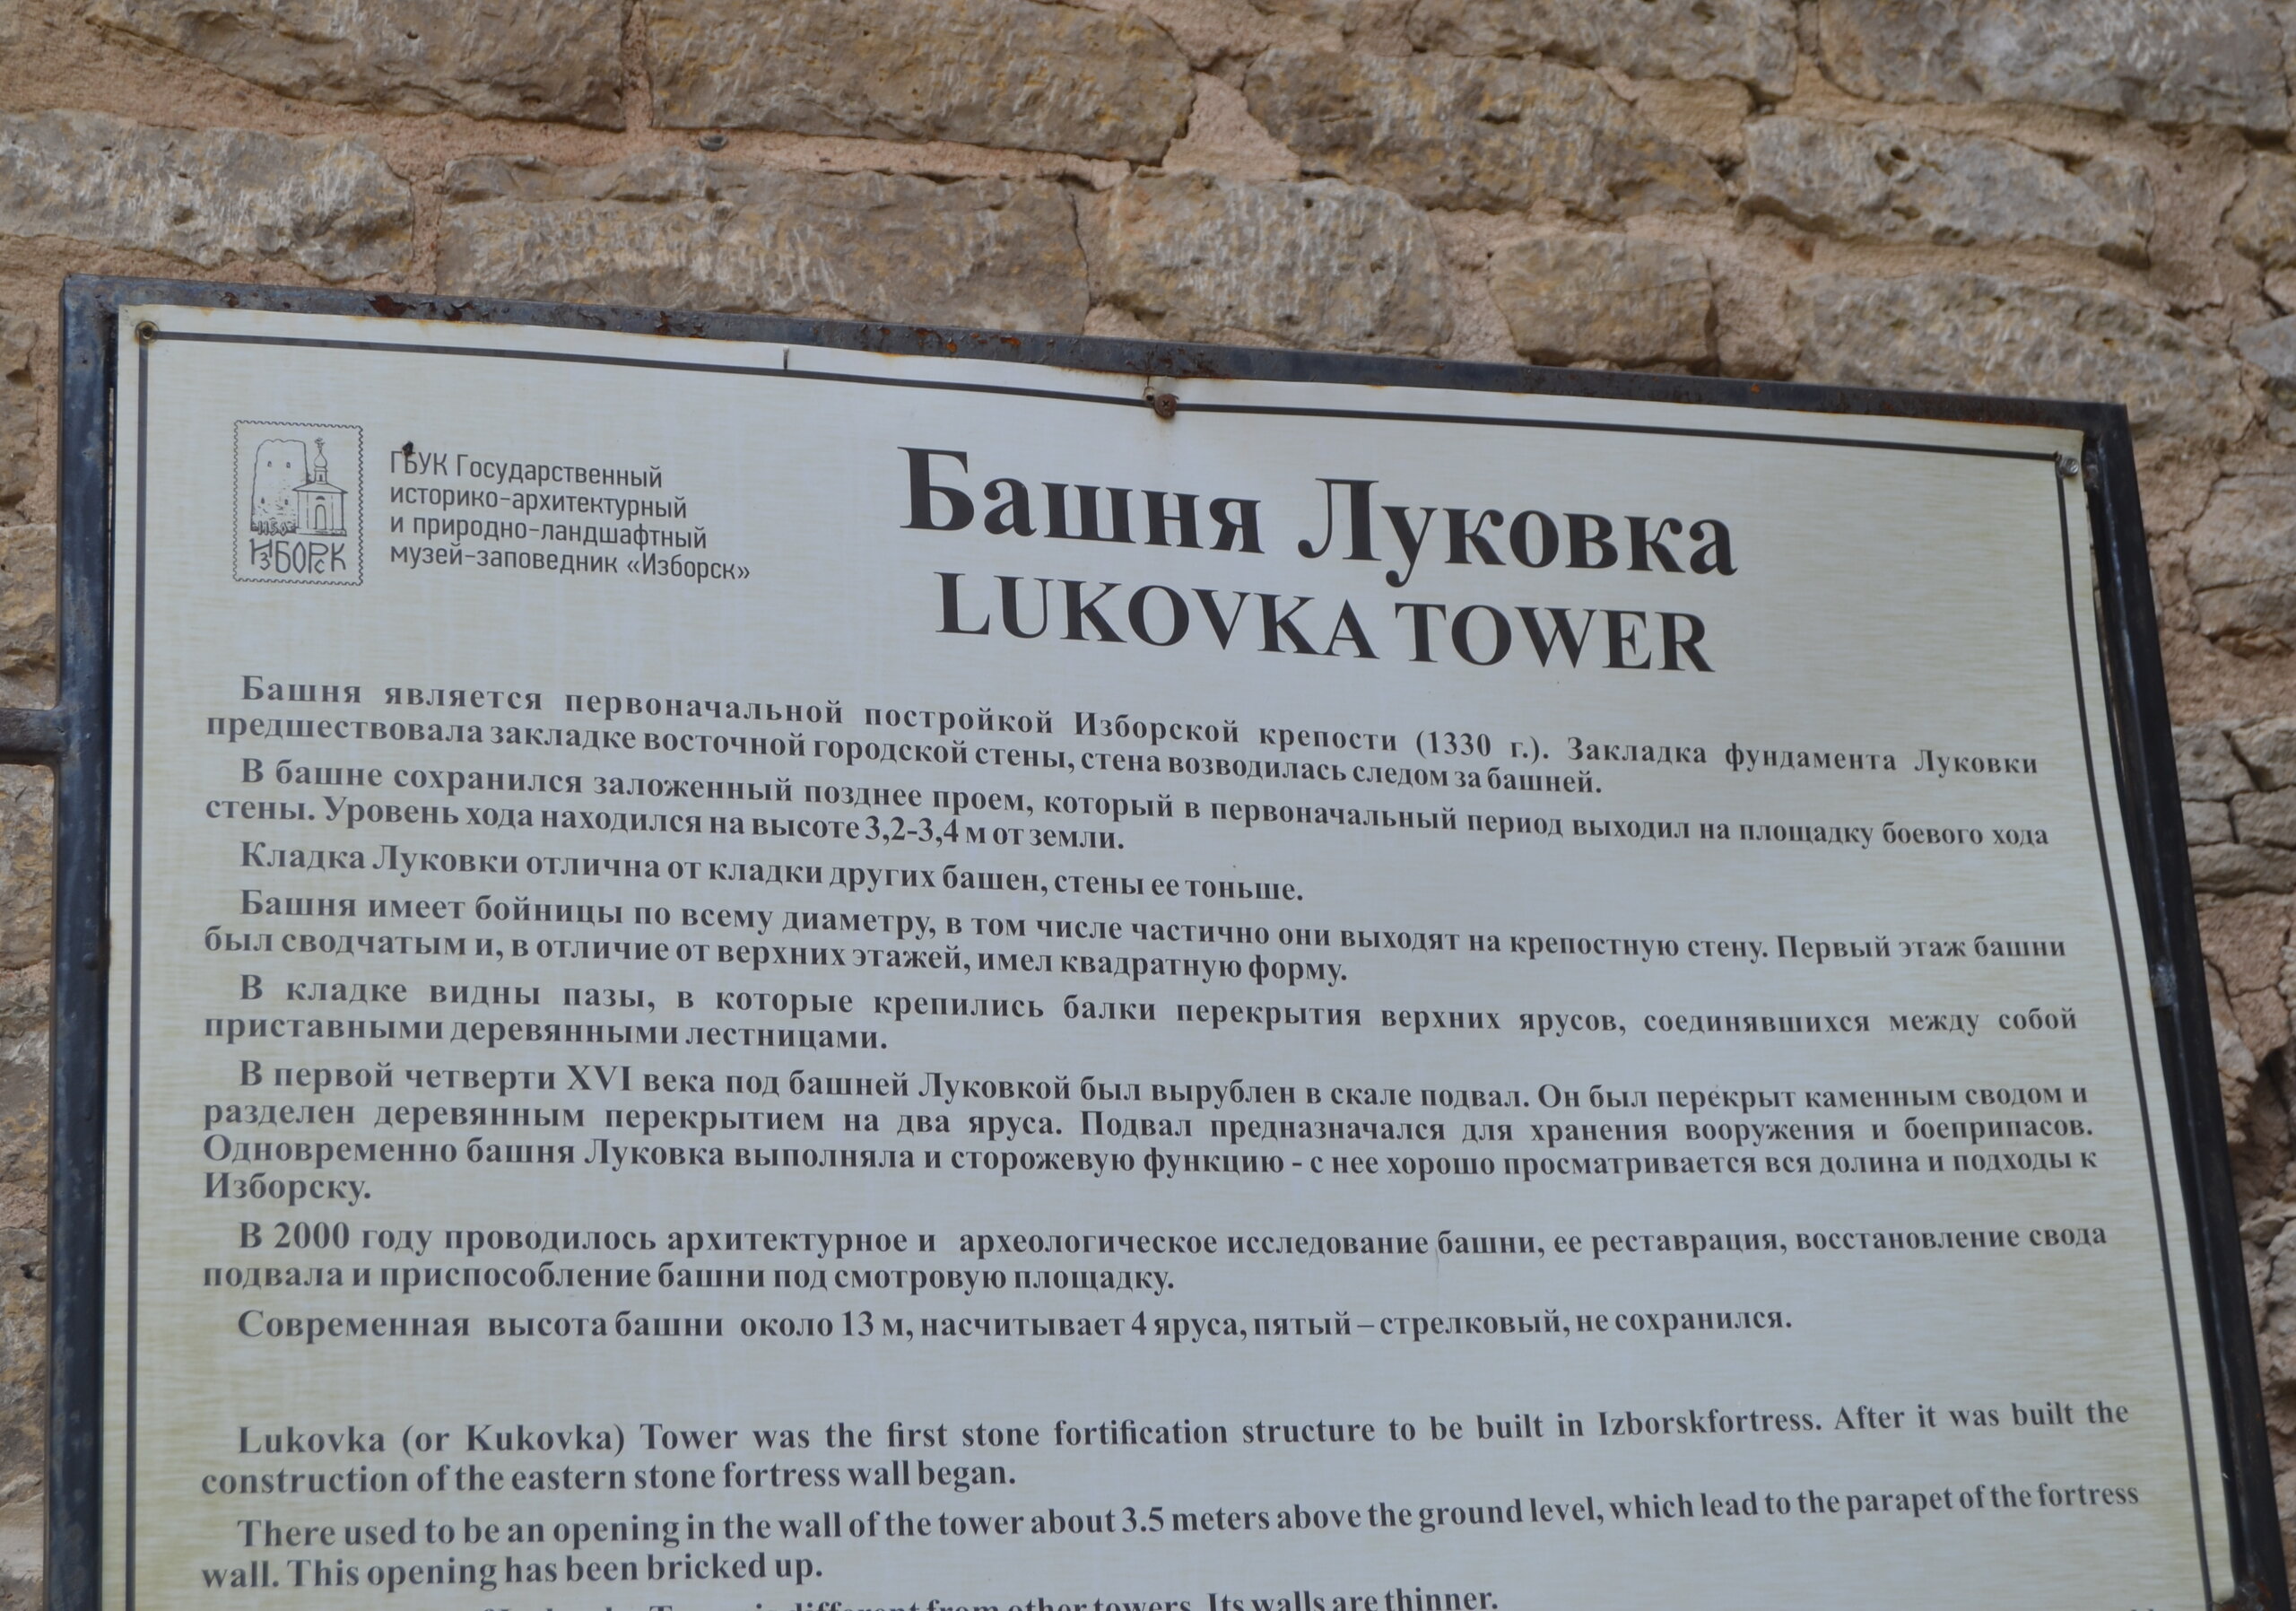 ИЗБОРСК
ГБУК Государственный
историко-архитектурный
и природно-ландшафтный
музей-заповедник «Изборск»
Башня Луковка
LUKOVKA TOWER
Башня является первоначальной постройкой Изборской крепости (1330 г.). Закладка фундамента Луковки
предшествовала закладке восточной городской стены, стена возводилась следом за башней.
В башне сохранился заложенный позднее проем, который в первоначальный период выходил на площадку боевого хода
стены. Уровень хода находился на высоте 3,2-3,4 м от земли.
Кладка Луковки отлична от кладки других башен, стены ее тоньше.
Башня имеет бойницы по всему диаметру, в том числе частично они выходят на крепостную стену. Первый этаж башни
был сводчатым и, в отличие от верхних этажей, имел квадратную форму.
В кладке видны пазы, в которые крепились балки перекрытия верхних ярусов, соединявшихся между собой
приставными деревянными лестницами.
В первой четверти XVI века под башней Луковкой был вырублен в скале подвал. Он был перекрыт каменным сводом и
разделен деревянным перекрытием на два яруса. Подвал предназначался для хранения вооружения и боеприпасов.
Одновременно башня Луковка выполняла и сторожевую функцию - с нее хорошо просматривается вся долина и подходы к
Изборску.
В 2000 году проводилось архитектурное и археологическое исследование башни, ее реставрация, восстановление свода
подвала и приспособление башни под смотровую площадку.
Современная высота башни около 13 м, насчитывает 4 яруса, пятый – стрелковый, не сохранился.
Lukovka (or Kukovka) Tower was the first stone fortification structure to be built in Izborskfortress. After it was built the
construction of the eastern stone fortress wall began.
There used to be an opening in the wall of the tower about 3.5 meters above the ground level, which lead to the parapet of the fortress
wall. This opening has been bricked up.
Tower is different from other towers. Its walls are thinner.